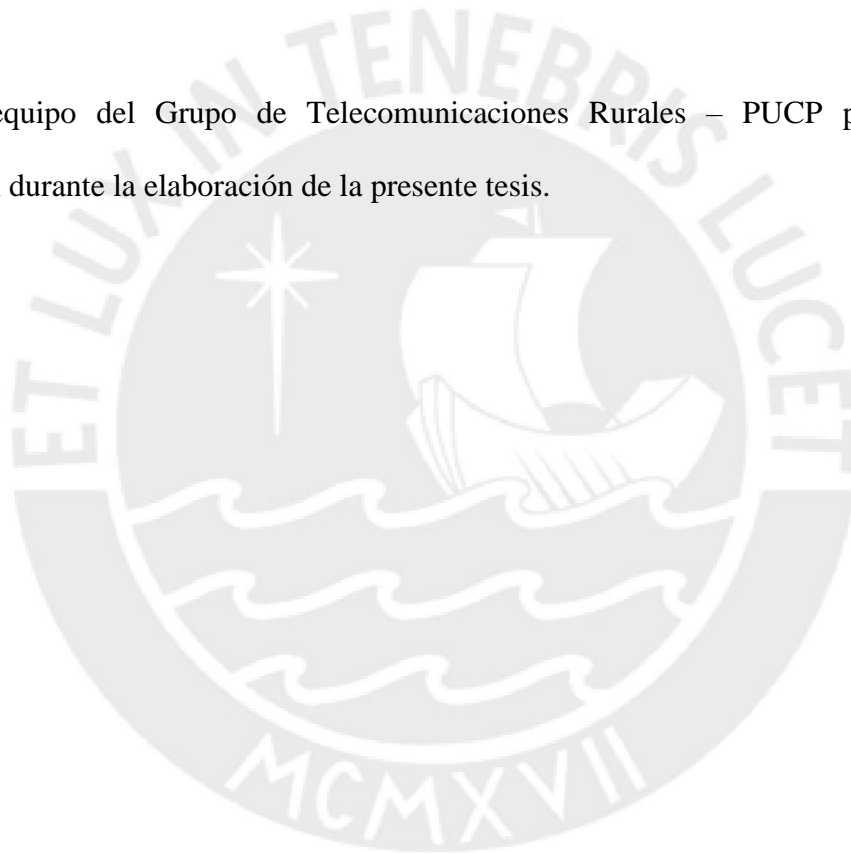 equipo del Grupo de Telecomunicaciones Rurales – PUCP
durante la elaboración de la presente tesis.
ET LUX IN TENEBRIS LUCET
MCMXVII